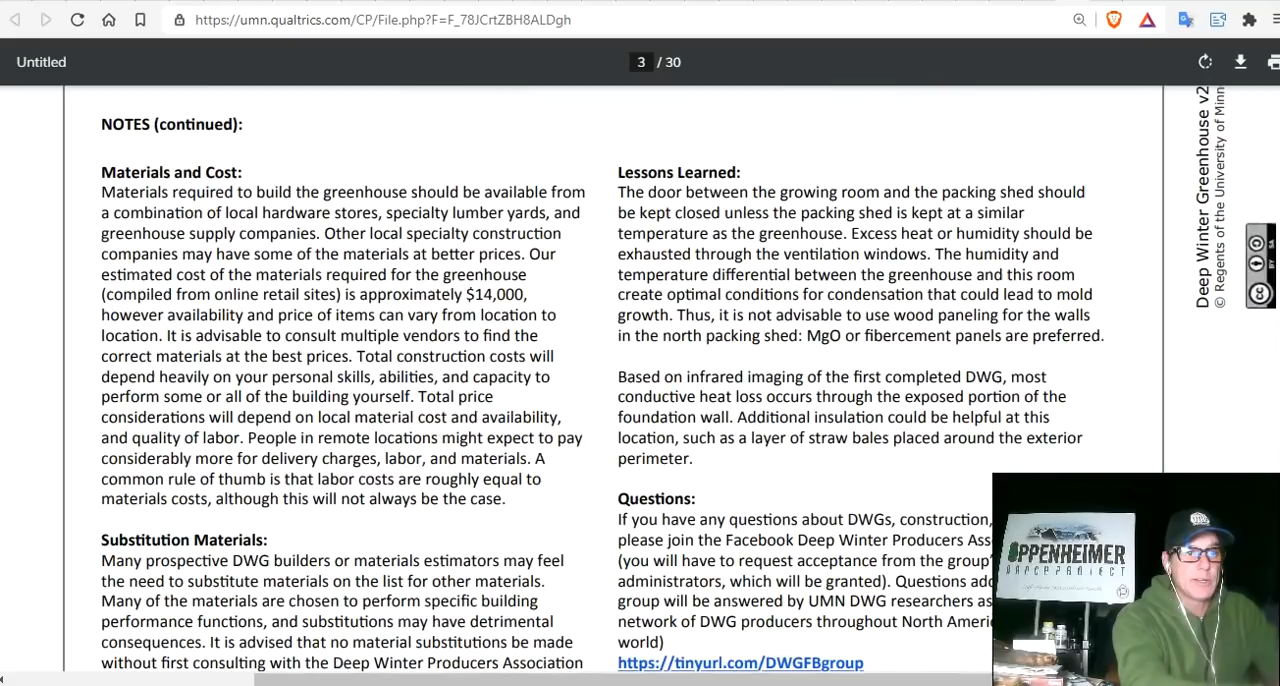 https://umn.qualtrics.com/CP/File.php?F=F_78JCrtZBH8ALDgh
Untitled
3 / 30
NOTES (continued):
Materials and Cost:
Materials required to build the greenhouse should be available from
a combination of local hardware stores, specialty lumber yards, and
greenhouse supply companies. Other local specialty construction
companies may have some of the materials at better prices. Our
estimated cost of the materials required for the greenhouse
(compiled from online retail sites) is approximately $14,000,
however availability and price of items can vary from location to
location. It is advisable to consult multiple vendors to find the
correct materials at the best prices. Total construction costs will
depend heavily on your personal skills, abilities, and capacity to
perform some or all of the building yourself. Total price
considerations will depend on local material cost and availability,
and quality of labor. People in remote locations might expect to pay
considerably more for delivery charges, labor, and materials. A
common rule of thumb is that labor costs are roughly equal to
materials costs, although this will not always be the case.
Substitution Materials:
Many prospective DWG builders or materials estimators may feel
the need to substitute materials on the list for other materials.
Many of the materials are chosen to perform specific building
performance functions, and substitutions may have detrimental
consequences. It is advised that no material substitutions be made
without first consulting with the Deep Winter Producers Association
Lessons Learned:
The door between the growing room and the packing shed should
be kept closed unless the packing shed is kept at a similar
temperature as the greenhouse. Excess heat or humidity should be
exhausted through the ventilation windows. The humidity and
temperature differential between the greenhouse and this room
create optimal conditions for condensation that could lead to mold
growth. Thus, it is not advisable to use wood paneling for the walls
in the north packing shed: MgO or fibercement panels are preferred.
Based on infrared imaging of the first completed DWG, most
conductive heat loss occurs through the exposed portion of the
foundation wall. Additional insulation could be helpful at this
location, such as a layer of straw bales placed around the exterior
perimeter.
Questions:
If you have any questions about DWGs, construction,
please join the Facebook Deep Winter Producers Ass
(you will have to request acceptance from the group'
administrators, which will be granted). Questions add
group will be answered by UMN DWG researchers as
network of DWG producers throughout North Ameri
world)
https://tinyurl.com/DWGFBgroup
Deep Winter Greenhouse v2
© Regents of the University of Minn
BY SA
OPPENHEIMER
RANCH PROJECT